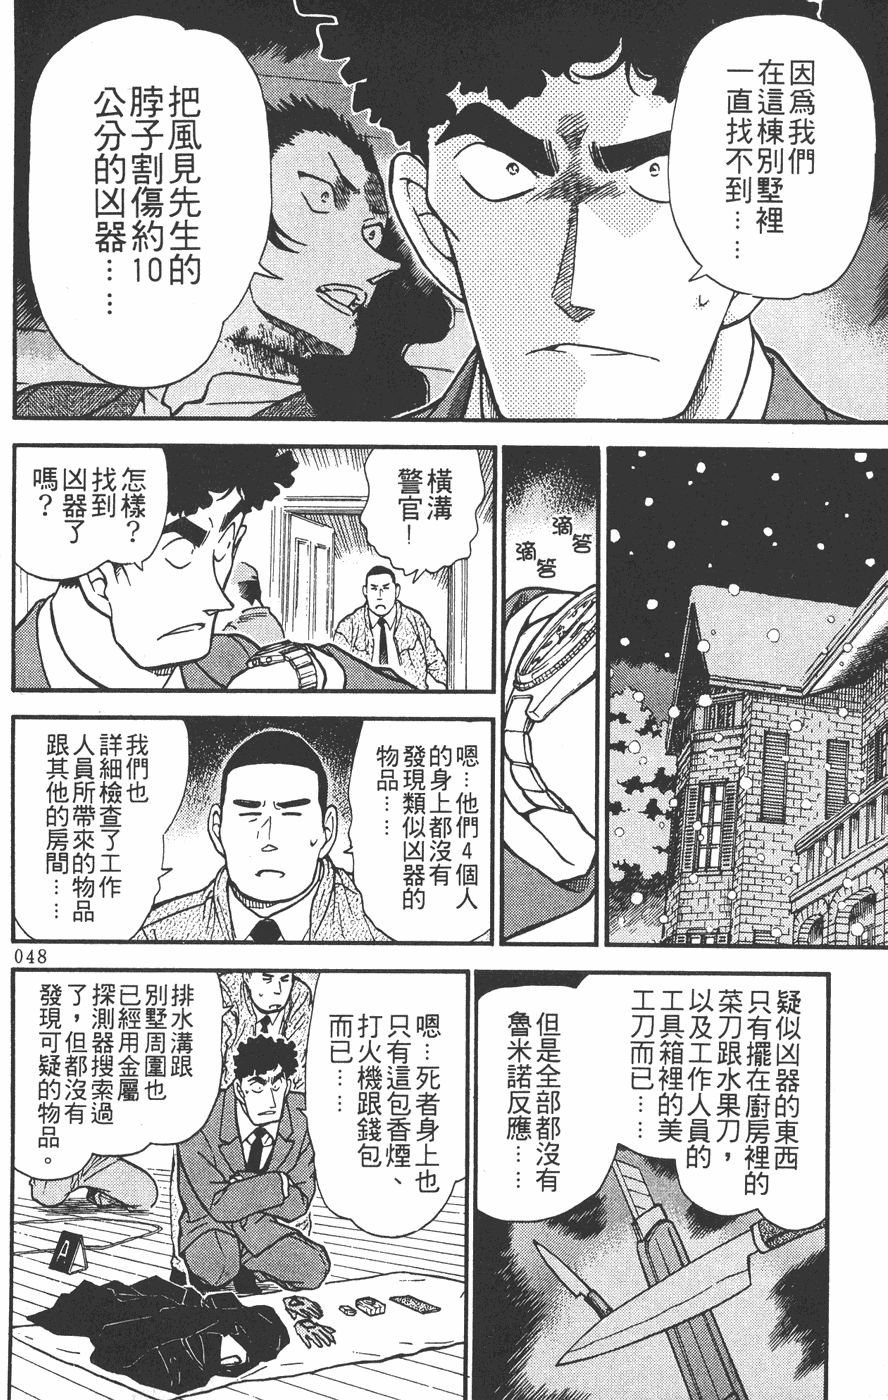 因為我們
在這棟別墅裡
一直找不到……
把風見先生的
脖子割傷約10
公分的凶器……
滴答
滴答
橫溝
警官！
怎樣？
找到
凶器了
嗎？
嗯…他們4個人
的身上都沒有
發現類似凶器的
物品……
我們也
詳細檢查了工作
人員所帶來的物品
跟其他的房間……
048
疑似凶器的東西
只有擺在廚房裡的
菜刀跟水果刀，
以及工作人員的
工具箱裡的美
工刀而已……
但是全部都沒有
魯米諾反應……
嗯…死者身上也
只有這包香煙、
打火機跟錢包
而已……
排水溝跟
別墅周圍也
已經用金屬
探測器搜索過
了，但都沒有
發現可疑的物品。
A